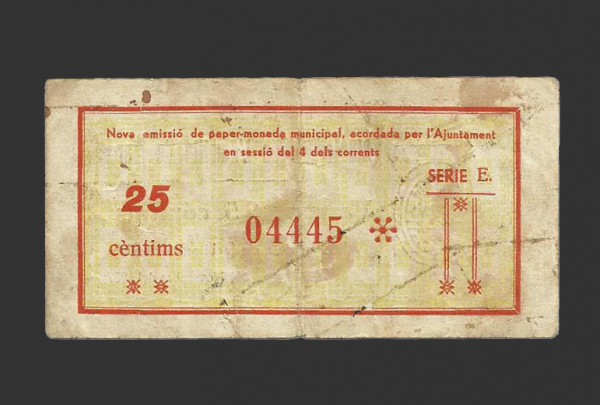 Nova emissió de paper-moneda municipal, acordada per l'Ajuntament
en sessió del 4 dels corrents
SERIE E.
25
cèntims
04445